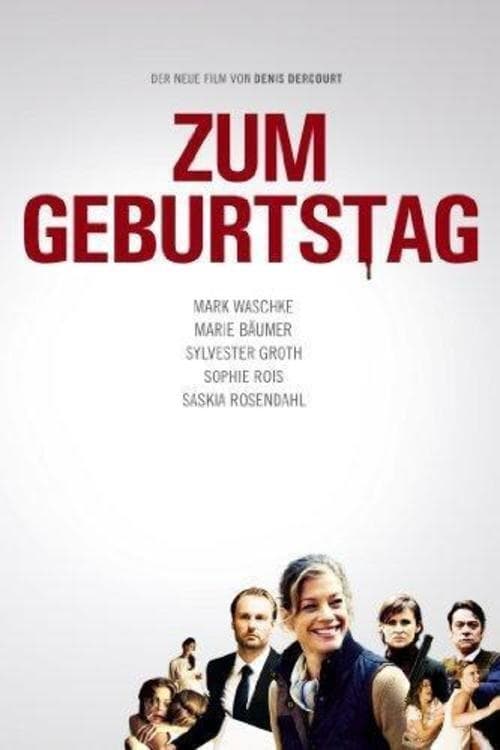 DER NEUE FILM VON DENIS DERCOURT
ZUM
GEBURTSTAG
MARK WASCHKE
MARIE BÄUMER
SYLVESTER GROTH
SOPHIE ROIS
SASKIA ROSENDAHL